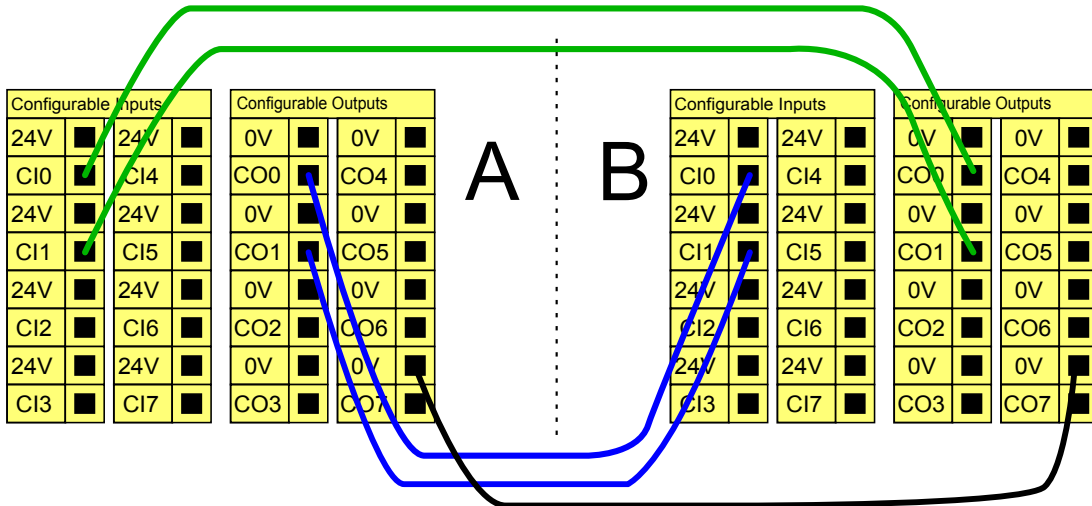 Configurable Inputs
24V 24V
CI0 CI4
24V 24V
CI1 CI5
24V 24V
CI2 CI6
24V 24V
CI3 CI7
Configurable Outputs
0V 0V
CO0 CO4
0V 0V
CO1 CO5
0V 0V
CO2 CO6
0V 0V
CO3 CO7
A
B
Configurable Inputs
24V 24V
CI0 CI4
24V 24V
CI1 CI5
24V 24V
CI2 CI6
24V 24V
CI3 CI7
Configurable Outputs
0V 0V
CO0 CO4
0V 0V
CO1 CO5
0V 0V
CO2 CO6
0V 0V
CO3 CO7